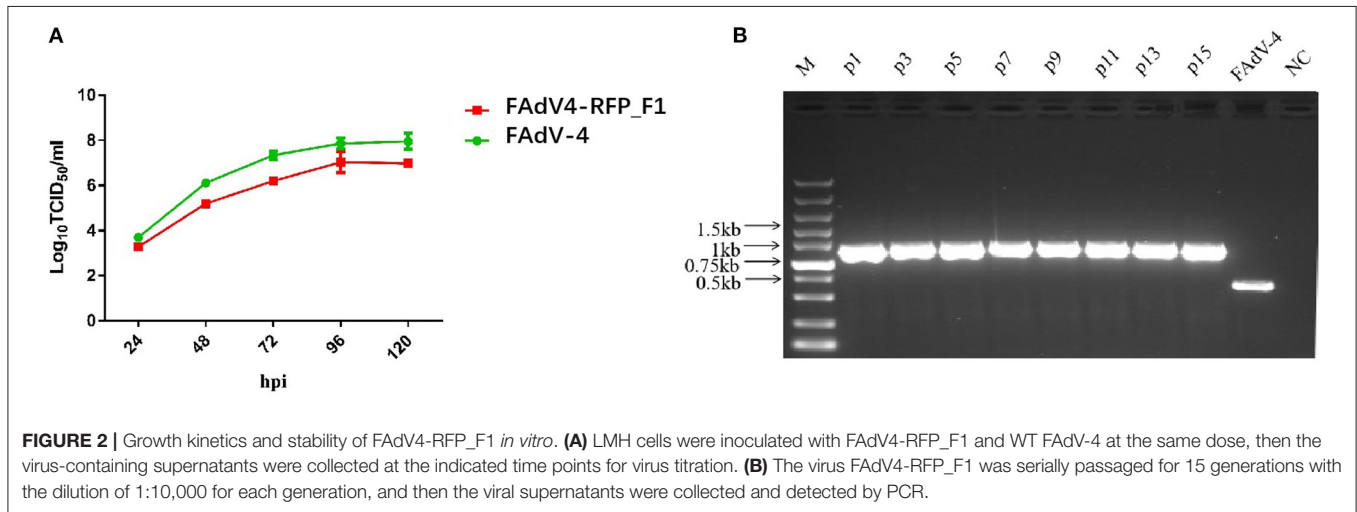 A
10
8
6
4
2
0
Log10TCID50/ml
24
48
72
96
120
hpi
FAdV4-RFP_F1
FAdV-4
B
M
p1
p3
p5
p7
p9
p11
p13
p15
FAdV-4
NC
1.5kb
1kb
0.75kb
0.5kb
FIGURE 2 | Growth kinetics and stability of FAdV4-RFP_F1 in vitro. (A) LMH cells were inoculated with FAdV4-RFP_F1 and WT FAdV-4 at the same dose, then the
virus-containing supernatants were collected at the indicated time points for virus titration. (B) The virus FAdV4-RFP_F1 was serially passaged for 15 generations with
the dilution of 1:10,000 for each generation, and then the viral supernatants were collected and detected by PCR.